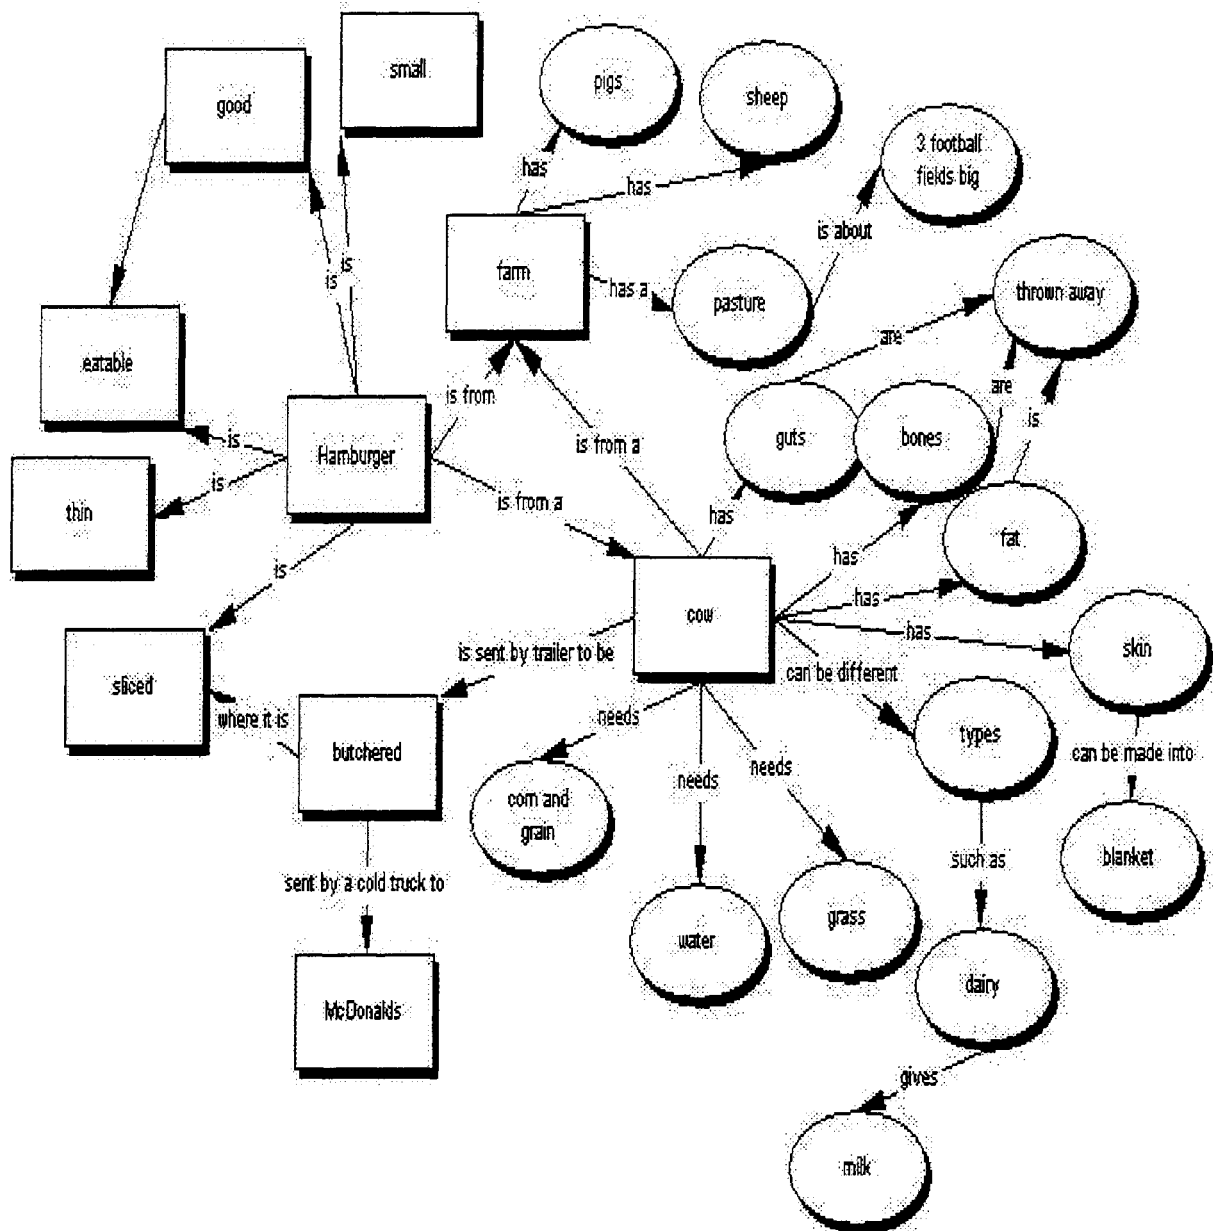 small
good
pigs
sheep
3 football
fields big
has
has
is about
farm
has a
pasture
thrown away
is
is
eatable
are
are
is
is from
Hamburger
is
is from a
guts
bones
is from a
thin
is
has
fat
has
is
has
cow
has
skin
is sent by trailer to be
can be different
sliced
where it is
needs
types
butchered
can be made into
needs
needs
corn and
grain
such as
blanket
sent by a cold truck to
grass
water
McDonalds
dairy
gives
milk